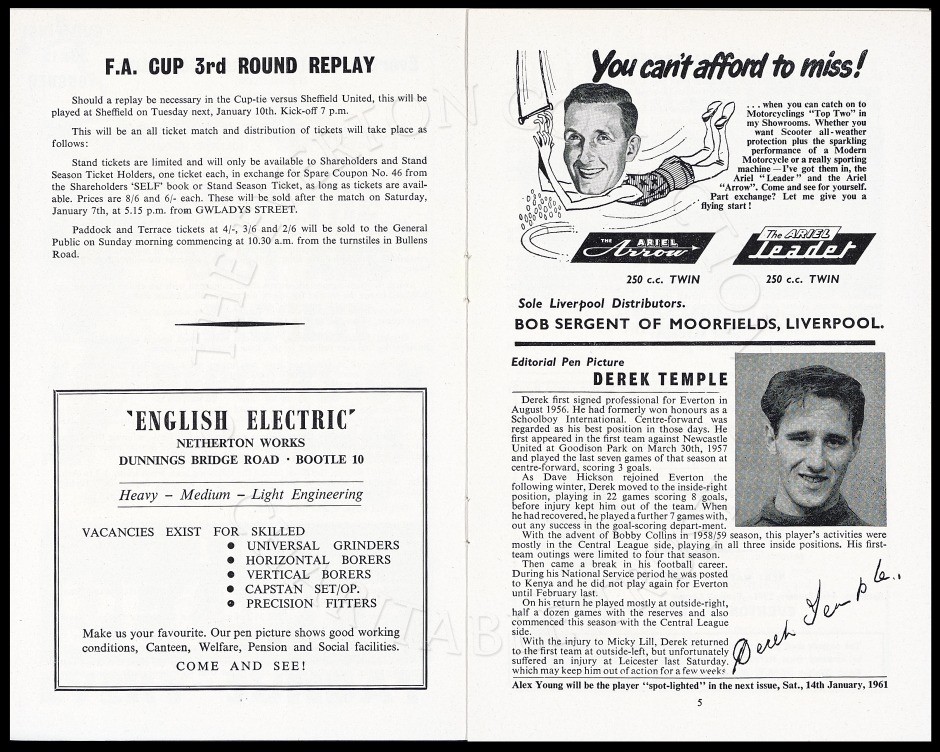 F.A. CUP 3rd ROUND REPLAY
Should a replay be necessary in the Cup-tie versus Sheffield United, this will be
played at Sheffield on Tuesday next, January 10th. Kick-off 7 p.m.
This will be an all ticket match and distribution of tickets will take place as
follows:
Stand tickets are limited and will only be available to Shareholders and Stand
Season Ticket Holders, one ticket each, in exchange for Spare Coupon No. 46 from
the Shareholders 'SELF' book or Stand Season Ticket, as long as tickets are avail-
able. Prices are 8/6 and 6/- each. These will be sold after the match on Saturday,
January 7th, at 5.15 p.m. from GWLADYS STREET.
Paddock and Terrace tickets at 4/-, 3/6 and 2/6 will be sold to the General
Public on Sunday morning commencing at 10.30 a.m. from the turnstiles in Bullens
Road.
'ENGLISH ELECTRIC'
NETHERTON WORKS
DUNNINGS BRIDGE ROAD · BOOTLE 10
Heavy – Medium – Light Engineering
VACANCIES EXIST FOR SKILLED
● UNIVERSAL GRINDERS
● HORIZONTAL BORERS
● VERTICAL BORERS
● CAPSTAN SET/OP.
● PRECISION FITTERS
Make us your favourite. Our pen picture shows good working
conditions, Canteen, Welfare, Pension and Social facilities.
COME AND SEE!
You can't afford to miss!
. . . when you can catch on to
Motorcyclings "Top Two" in
my Showrooms. Whether you
want Scooter all-weather
protection plus the sparkling
performance of a Modern
Motorcycle or a really sporting
machine — I've got them in, the
Ariel "Leader" and the Ariel
"Arrow". Come and see for yourself.
Part exchange? Let me give you a
flying start!
THE ARIEL Arrow
250 c.c. TWIN
The ARIEL Leader
250 c.c. TWIN
Sole Liverpool Distributors.
BOB SERGENT OF MOORFIELDS, LIVERPOOL.
Editorial Pen Picture
DEREK TEMPLE
Derek first signed professional for Everton in
August 1956. He had formerly won honours as a
Schoolboy International. Centre-forward was
regarded as his best position in those days. He
first appeared in the first team against Newcastle
United at Goodison Park on March 30th, 1957
and played the last seven games of that season at
centre-forward, scoring 3 goals.
As Dave Hickson rejoined Everton the
following winter, Derek moved to the inside-right
position, playing in 22 games scoring 8 goals,
before injury kept him out of the team. When
he had recovered, he played a further 7 games with,
out any success in the goal-scoring depart-ment.
With the advent of Bobby Collins in 1958/59 season, this player's activities were
mostly in the Central League side, playing in all three inside positions. His first-
team outings were limited to four that season.
Then came a break in his football career.
During his National Service period he was posted
to Kenya and he did not play again for Everton
until February last.
On his return he played mostly at outside-right,
half a dozen games with the reserves and also
commenced this season with the Central League
side.
With the injury to Micky Lill, Derek returned
to the first team at outside-left, but unfortunately
suffered an injury at Leicester last Saturday.
which may keep him out of action for a few weeks
Derek Temple.
Alex Young will be the player "spot-lighted" in the next issue, Sat., 14th January, 1961
5